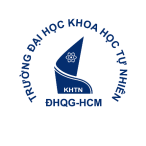 TRƯỜNG ĐẠI HỌC KHOA HỌC TỰ NHIÊN
KHTN
ĐHQG-HCM